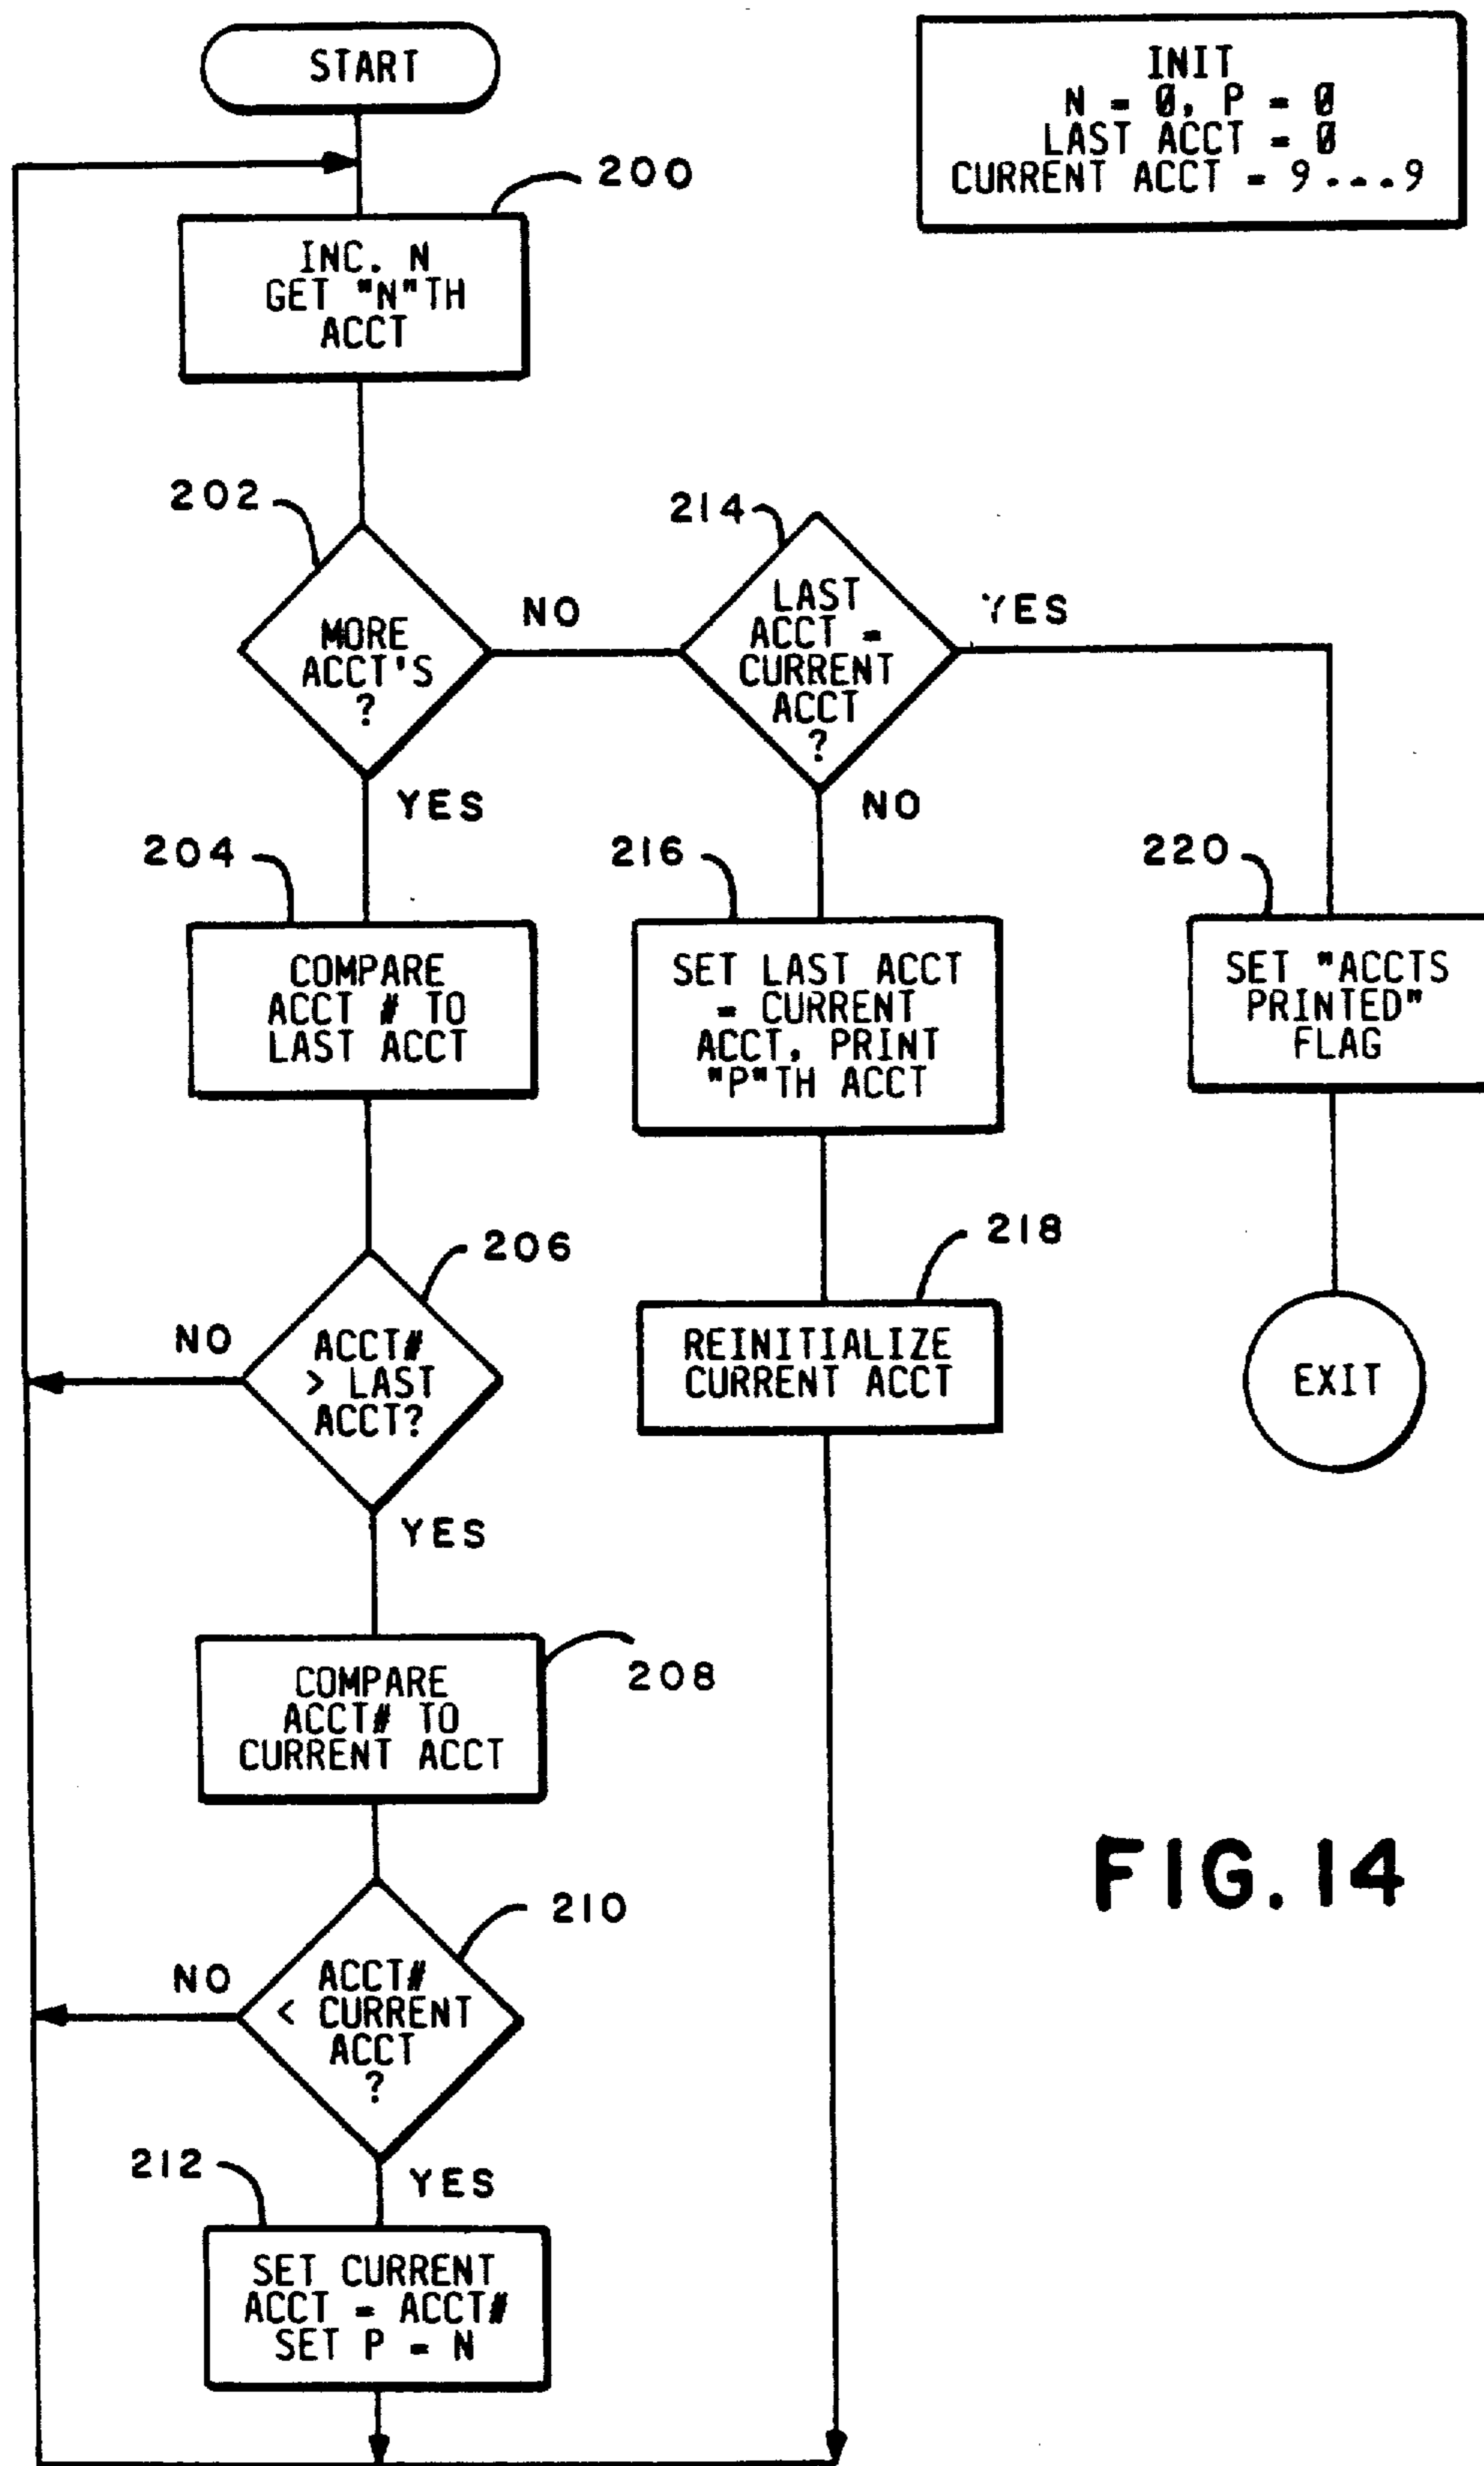 START
INIT
N = 0, P = 0
LAST ACCT = 0
CURRENT ACCT = 9...9
200
INC. N
GET "N"TH
ACCT
202
MORE
ACCT'S
?
NO
YES
214
LAST
ACCT =
CURRENT
ACCT
?
YES
NO
204
COMPARE
ACCT # TO
LAST ACCT
216
SET LAST ACCT
= CURRENT
ACCT, PRINT
"P"TH ACCT
220
SET "ACCTS
PRINTED"
FLAG
206
ACCT#
> LAST
ACCT?
NO
YES
218
REINITIALIZE
CURRENT ACCT
EXIT
208
COMPARE
ACCT# TO
CURRENT ACCT
210
ACCT#
< CURRENT
ACCT
?
NO
YES
212
SET CURRENT
ACCT = ACCT#
SET P = N
FIG. 14